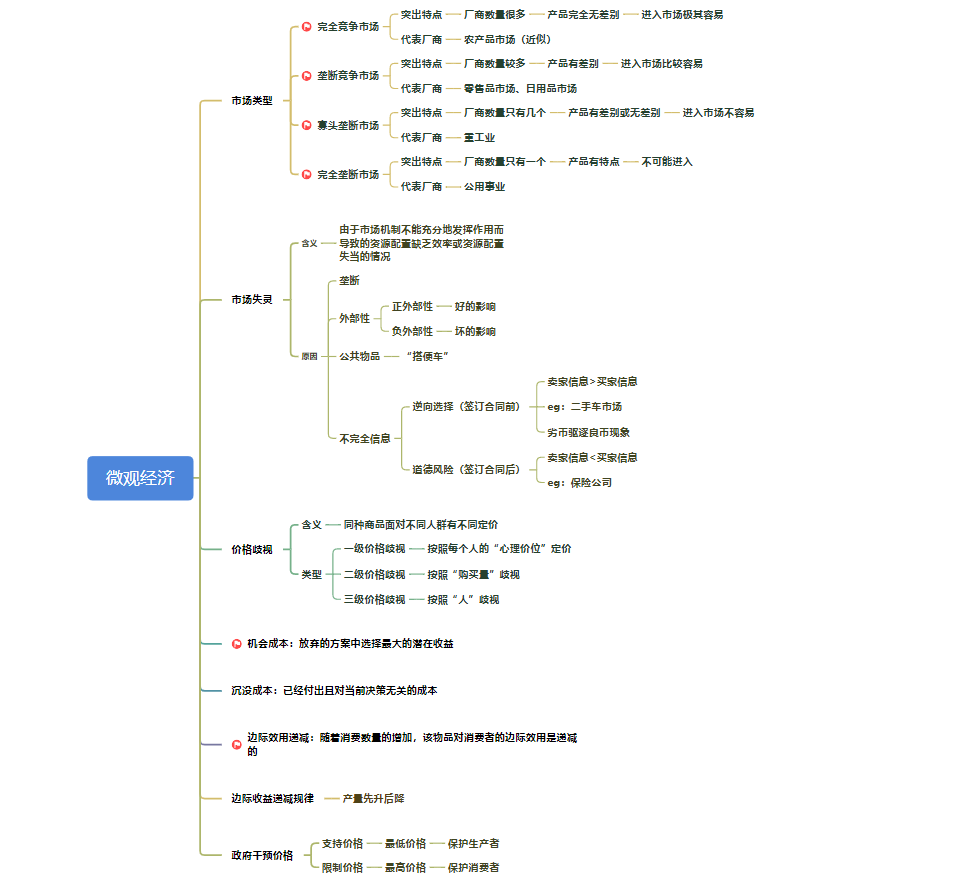 微观经济
市场类型
完全竞争市场
突出特点 厂商数量很多 产品完全无差别 进入市场极其容易
代表厂商 农产品市场（近似）
垄断竞争市场
突出特点 厂商数量较多 产品有差别 进入市场比较容易
代表厂商 零售品市场、日用品市场
寡头垄断市场
突出特点 厂商数量只有几个 产品有差别或无差别 进入市场不容易
代表厂商 重工业
完全垄断市场
突出特点 厂商数量只有一个 产品有特点 不可能进入
代表厂商 公用事业
市场失灵
含义
由于市场机制不能充分地发挥作用而
导致的资源配置缺乏效率或资源配置
失当的情况
原因
垄断
外部性
正外部性 好的影响
负外部性 坏的影响
公共物品 “搭便车”
不完全信息
逆向选择（签订合同前）
卖家信息>买家信息
eg：二手车市场
劣币驱逐良币现象
道德风险（签订合同后）
卖家信息<买家信息
eg：保险公司
价格歧视
含义 同种商品面对不同人群有不同定价
类型
一级价格歧视 按照每个人的“心理价位”定价
二级价格歧视 按照“购买量”歧视
三级价格歧视 按照“人”歧视
机会成本：放弃的方案中选择最大的潜在收益
沉没成本：已经付出且对当前决策无关的成本
边际效用递减：随着消费数量的增加，该物品对消费者的边际效用是递减
的
边际收益递减规律 产量先升后降
政府干预价格
支持价格 最低价格 保护生产者
限制价格 最高价格 保护消费者